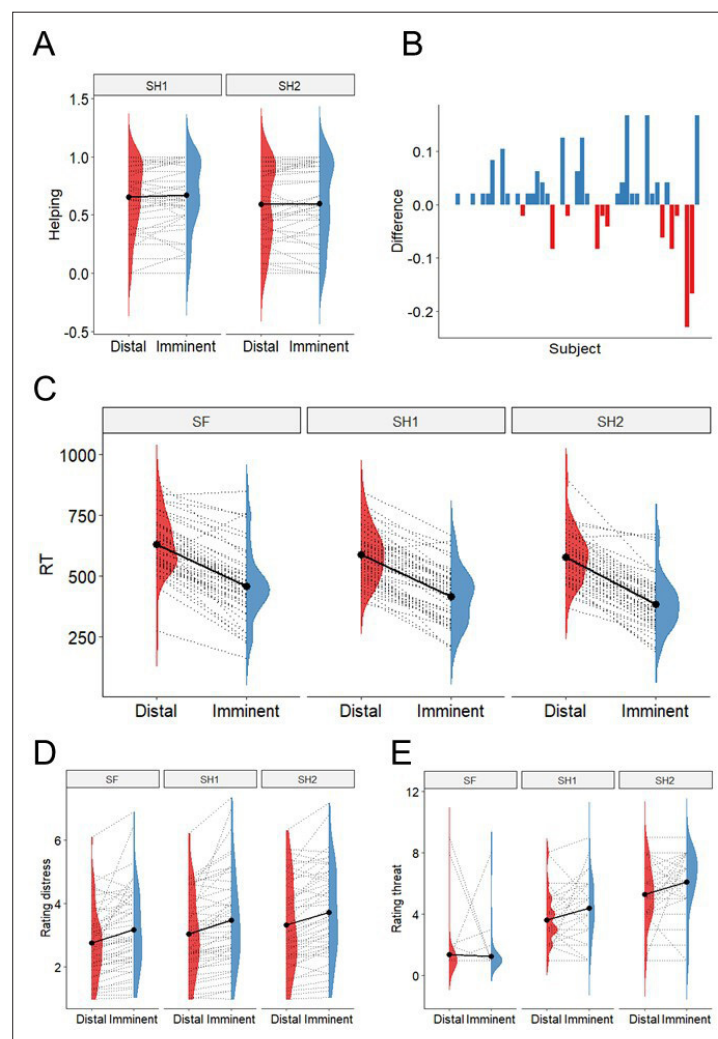 A
SH1
SH2
Helping
1.5
1.0
0.5
0.0
-0.5
Distal Imminent
Distal Imminent
B
Difference
0.1
0.0
-0.1
-0.2
Subject
C
SF
SH1
SH2
RT
1000
750
500
250
Distal Imminent
Distal Imminent
Distal Imminent
D
SF
SH1
SH2
Rating distress
6
4
2
Distal Imminent
Distal Imminent
Distal Imminent
E
SF
SH1
SH2
Rating threat
12
8
4
0
Distal Imminent
Distal Imminent
Distal Imminent